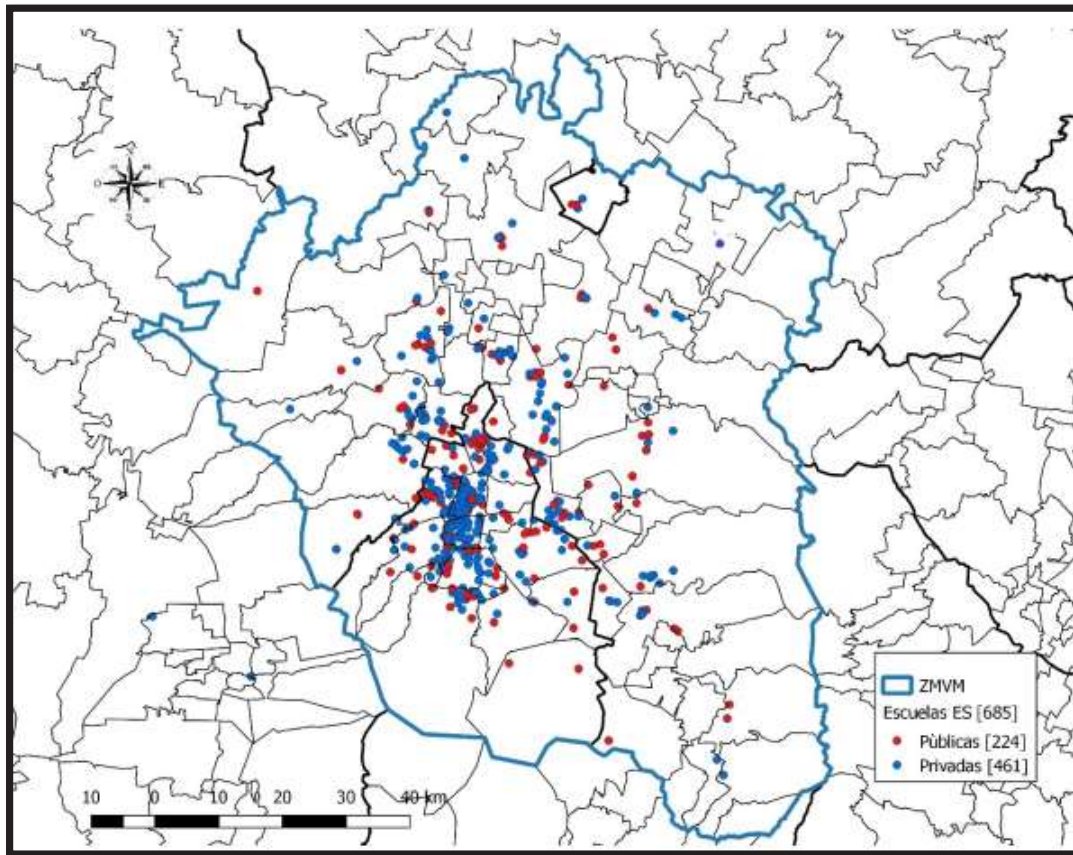 N
O E
S
ZMVM
Escuelas ES [685]
Pùblicas [224]
Privadas [461]
10 0 10 20 30 40 km